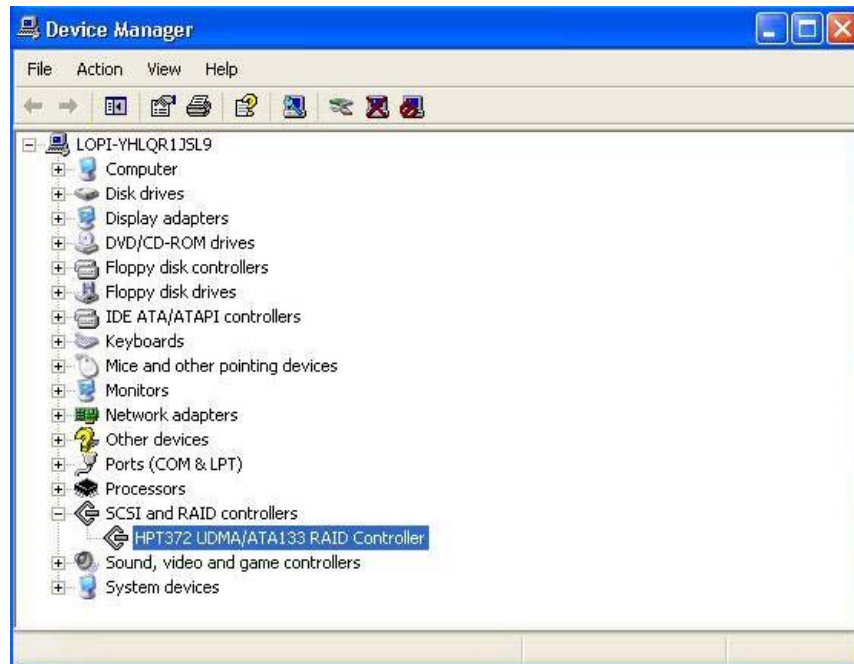 Device Manager
File Action View Help
LOPI-YHLQR1JSL9
Computer
Disk drives
Display adapters
DVD/CD-ROM drives
Floppy disk controllers
Floppy disk drives
IDE ATA/ATAPI controllers
Keyboards
Mice and other pointing devices
Monitors
Network adapters
Other devices
Ports (COM & LPT)
Processors
SCSI and RAID controllers
HPT372 UDMA/ATA133 RAID Controller
Sound, video and game controllers
System devices